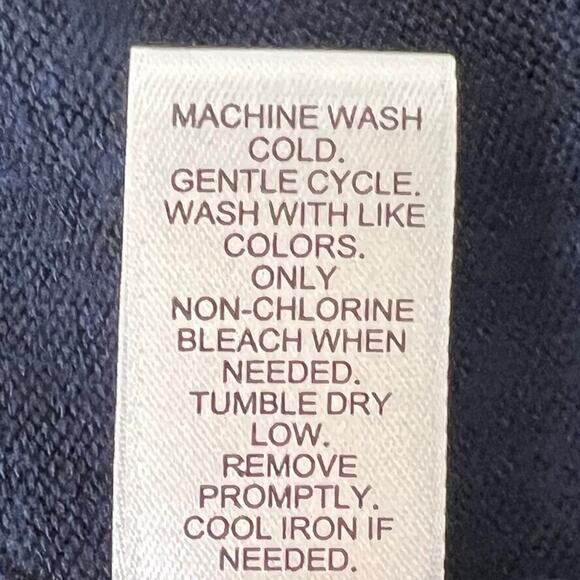 MACHINE WASH
COLD.
GENTLE CYCLE.
WASH WITH LIKE
COLORS.
ONLY
NON-CHLORINE
BLEACH WHEN
NEEDED.
TUMBLE DRY
LOW.
REMOVE
PROMPTLY.
COOL IRON IF
NEEDED.